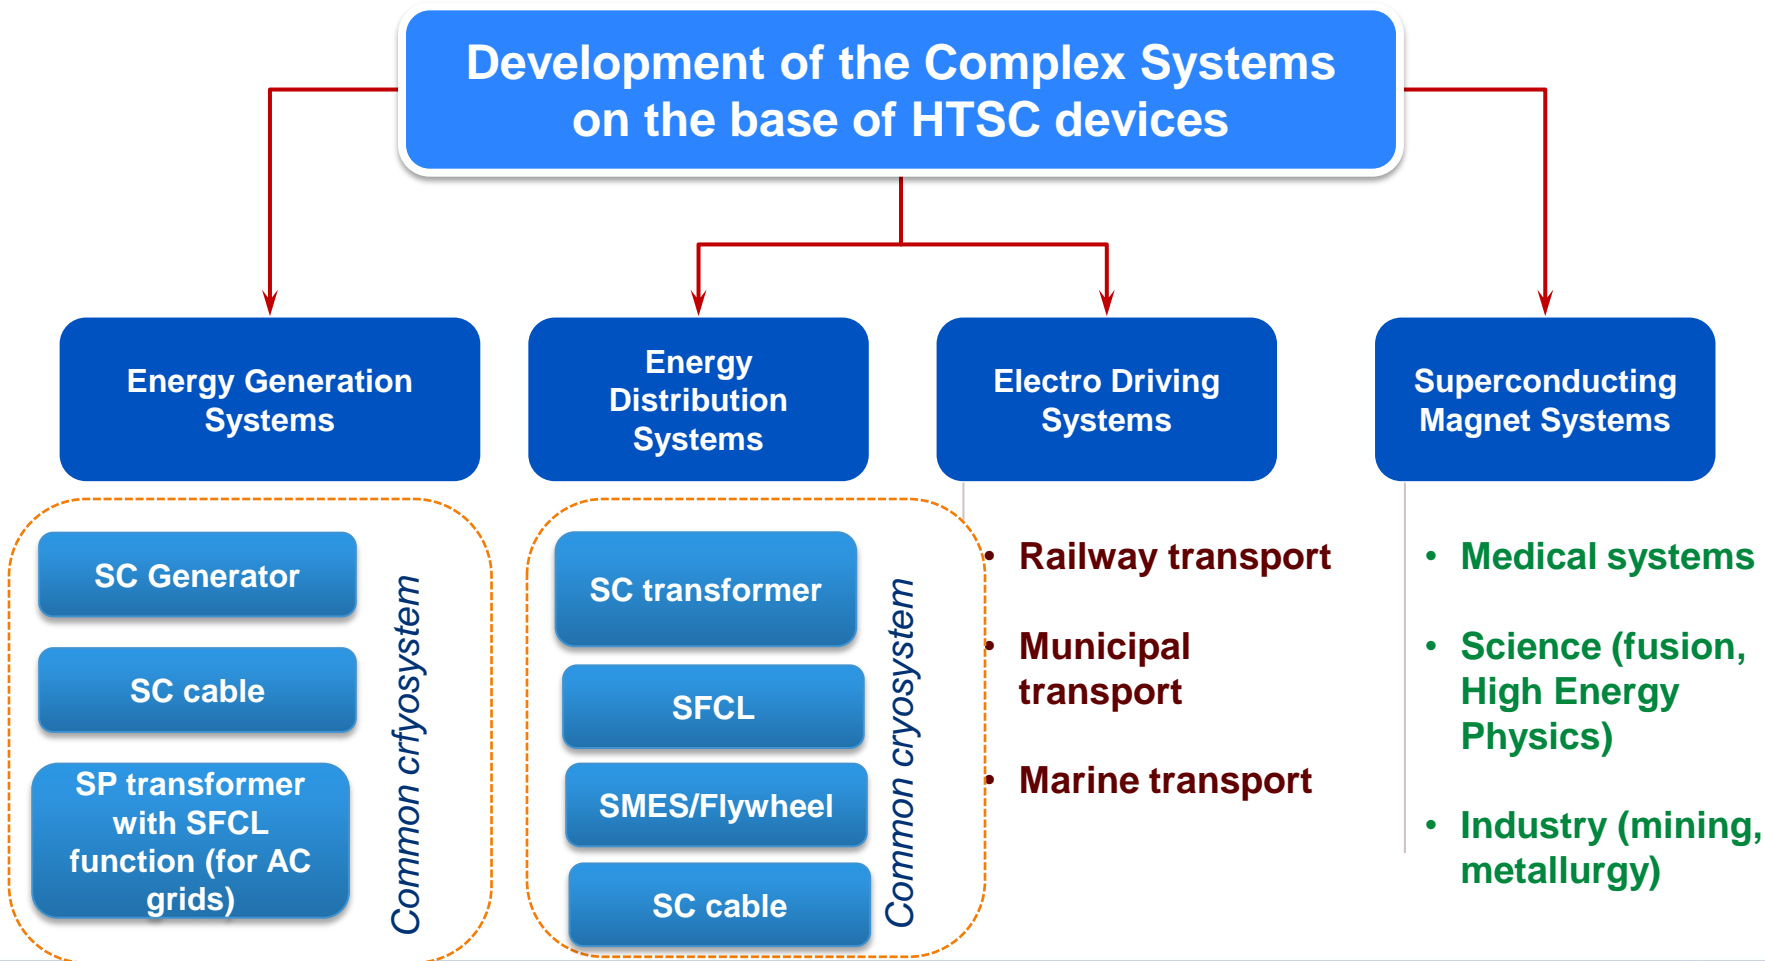 Development of the Complex Systems
on the base of HTSC devices
Energy Generation
Systems
Energy
Distribution
Systems
Electro Driving
Systems
Superconducting
Magnet Systems
SC Generator
SC cable
SP transformer
with SFCL
function (for AC
grids)
Common crfyosystem
SC transformer
SFCL
SMES/Flywheel
SC cable
Common cryosystem
• Railway transport
• Municipal
transport
• Marine transport
• Medical systems
• Science (fusion,
High Energy
Physics)
• Industry (mining,
metallurgy)